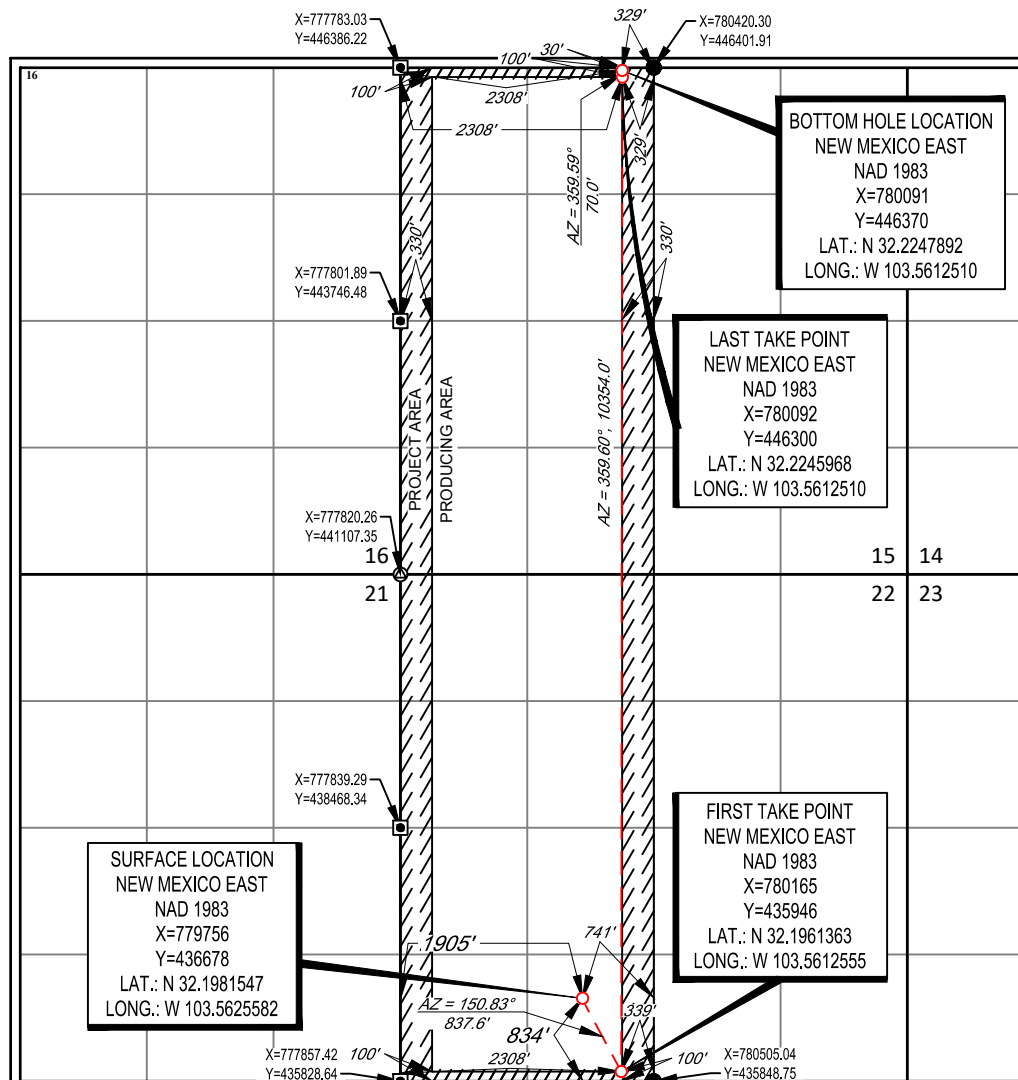 X=777783.03
Y=446386.22
329'
X=780420.30
Y=446401.91
30'
100'
16
100'
2308'
2308'
AZ = 359.59°
70.0'
329'
BOTTOM HOLE LOCATION
NEW MEXICO EAST
NAD 1983
X=780091
Y=446370
LAT.: N 32.2247892
LONG.: W 103.5612510
X=777801.89
Y=443746.48
330'
330'
LAST TAKE POINT
NEW MEXICO EAST
NAD 1983
X=780092
Y=446300
LAT.: N 32.2245968
LONG.: W 103.5612510
PROJECT AREA
PRODUCING AREA
AZ = 359.60°, 10354.0'
X=777820.26
Y=441107.35
16
15
14
21
22
23
X=777839.29
Y=438468.34
FIRST TAKE POINT
NEW MEXICO EAST
NAD 1983
X=780165
Y=435946
LAT.: N 32.1961363
LONG.: W 103.5612555
SURFACE LOCATION
NEW MEXICO EAST
NAD 1983
X=779756
Y=436678
LAT.: N 32.1981547
LONG.: W 103.5625582
1905'
741'
AZ = 150.83°
837.6'
834'
339'
X=777857.42
Y=435828.64
100'
2308'
100'
X=780505.04
Y=435848.75